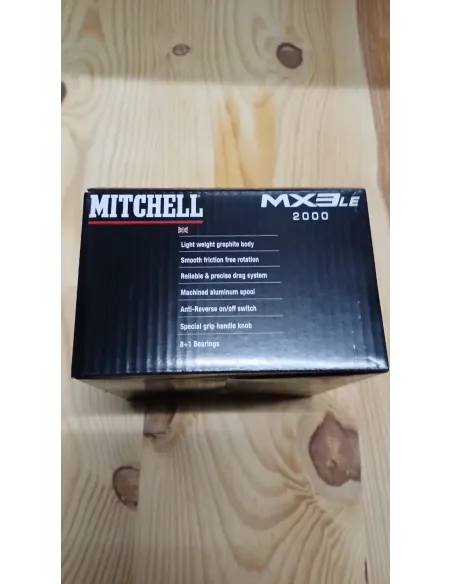 MITCHELL
MX3LE
2000
Light weight graphite body
Smooth friction free rotation
Reliable & precise drag system
Machined aluminum spool
Anti-Reverse on/off switch
Special grip handle knob
8+1 Bearings